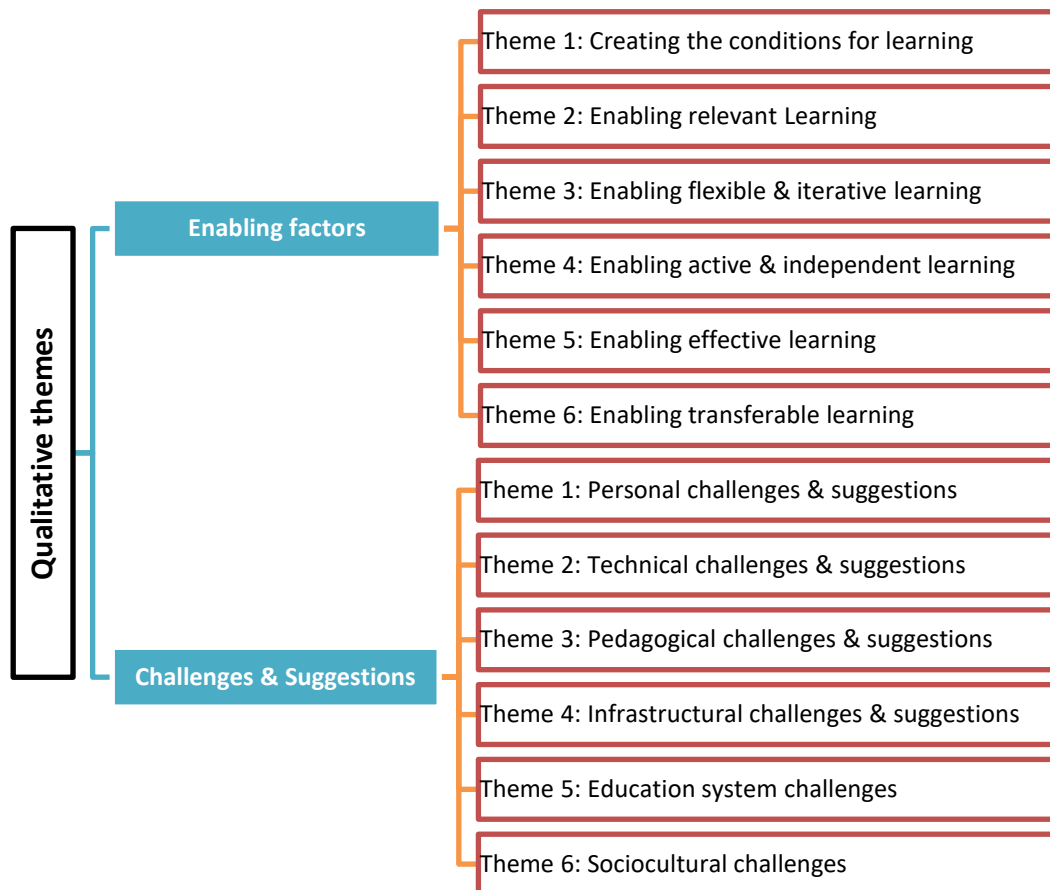 Qualitative themes
Enabling factors
Theme 1: Creating the conditions for learning
Theme 2: Enabling relevant Learning
Theme 3: Enabling flexible & iterative learning
Theme 4: Enabling active & independent learning
Theme 5: Enabling effective learning
Theme 6: Enabling transferable learning
Challenges & Suggestions
Theme 1: Personal challenges & suggestions
Theme 2: Technical challenges & suggestions
Theme 3: Pedagogical challenges & suggestions
Theme 4: Infrastructural challenges & suggestions
Theme 5: Education system challenges
Theme 6: Sociocultural challenges